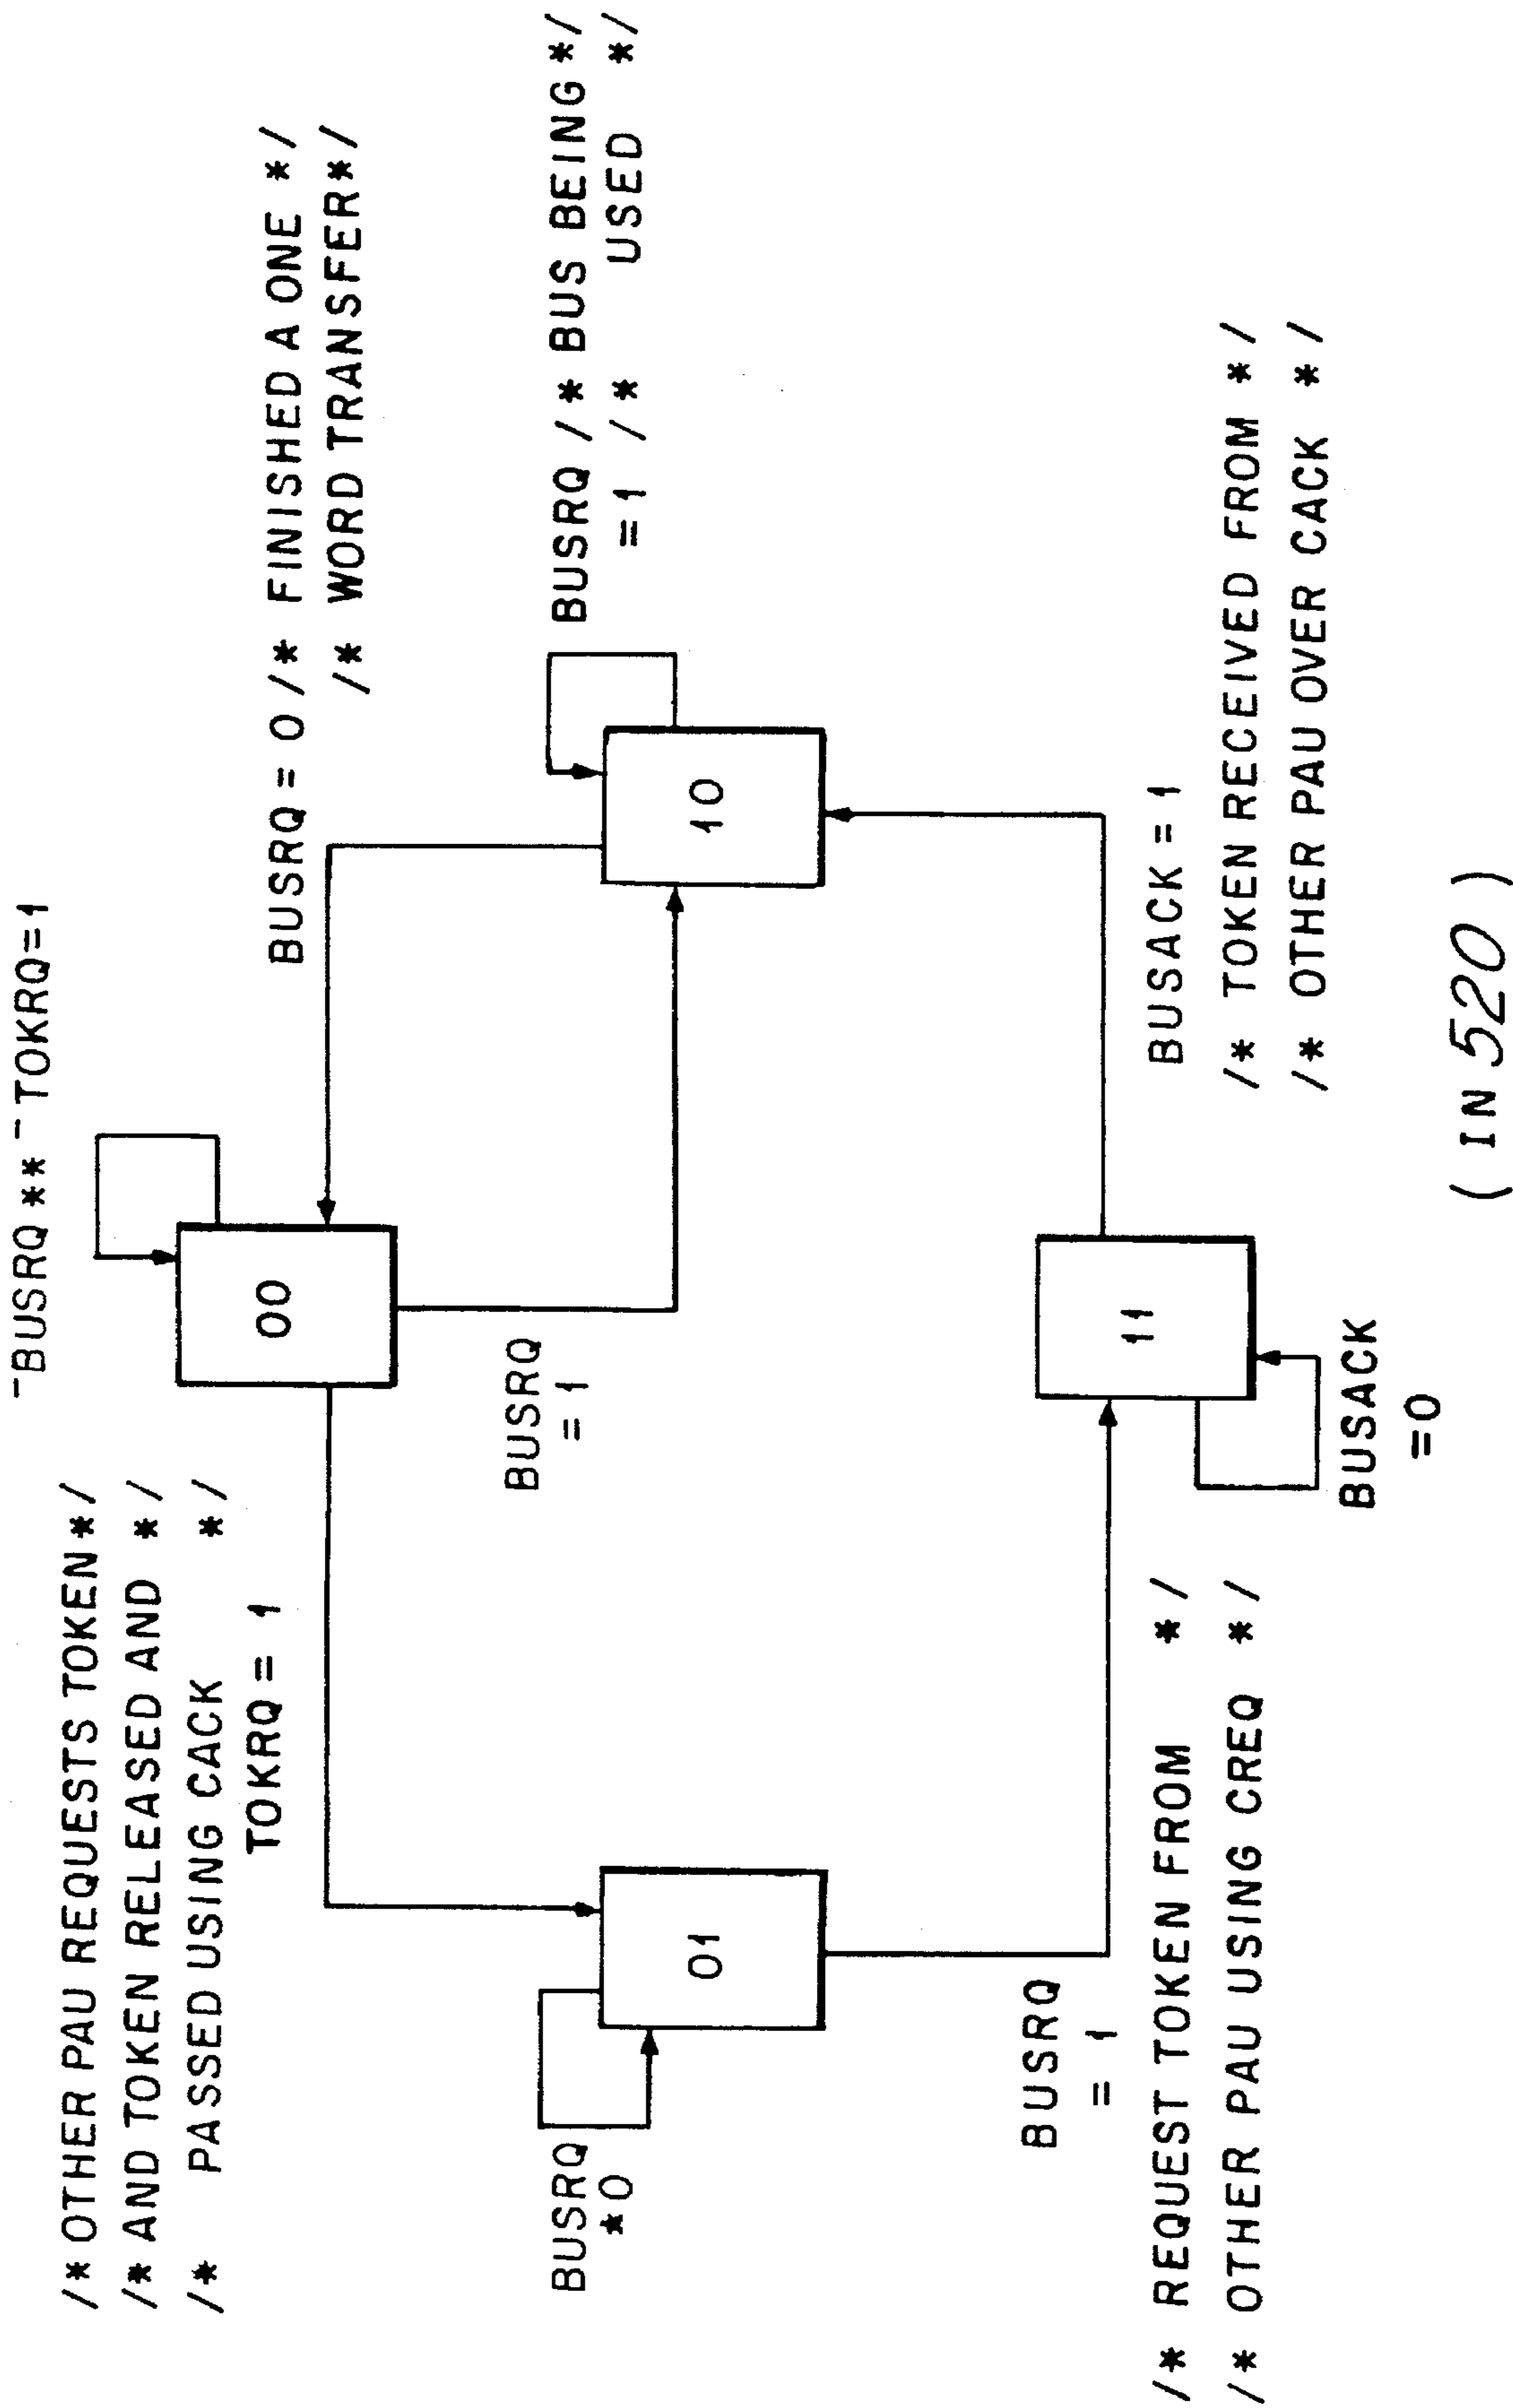 /* OTHER PAU REQUESTS TOKEN */
/* AND TOKEN RELEASED AND */
/* PASSED USING CACK */
TOKRQ = 1
¯BUSRQ ** ¯TOKRQ=1
BUSRQ = 0 /* FINISHED A ONE */
/* WORD TRANSFER*/
00
BUSRQ
= 1
BUSRQ /* BUS BEING */
= 1 /* USED */
10
BUSRQ
*0
01
BUSRQ
= 1
/* REQUEST TOKEN FROM */
/* OTHER PAU USING CREQ */
11
BUSACK
=0
BUSACK = 1
/* TOKEN RECEIVED FROM */
/* OTHER PAU OVER CACK */
( IN 520 )